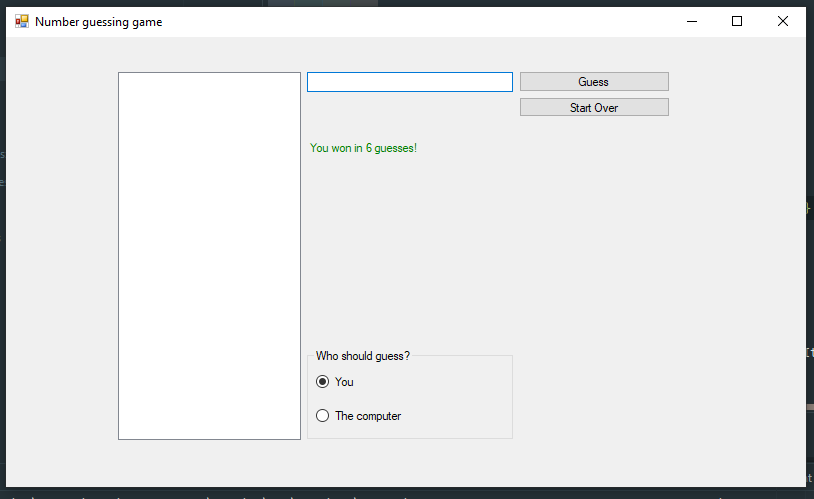 Number guessing game
Guess
Start Over
You won in 6 guesses!
Who should guess?
You
The computer